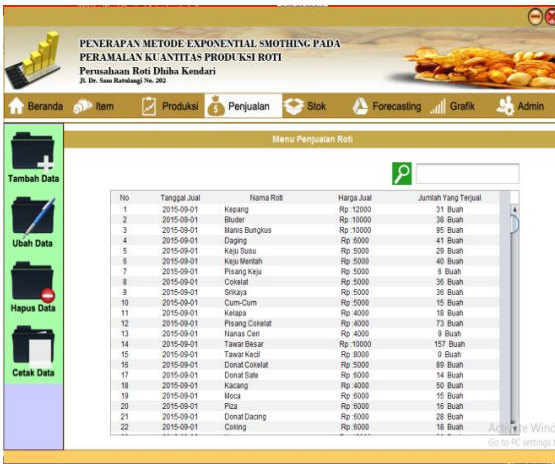 PENERAPAN METODE EXPONENTIAL SMOTHING PADA
PERAMALAN KUANTITAS PRODUKSI ROTI
Perusahaan Roti Dhiba Kendari
Jl. Dr. Sam Ratulangi No. 202
Beranda Item Produksi Penjualan Stok Forecasting Grafik Admin
Menu Penjualan Roti
Tambah Data
Ubah Data
Hapus Data
Cetak Data
No Tanggal Jual Nama Roti Harga Jual Jumlah Yang Terjual
1 2015-09-01 Kepang Rp :12000 31 Buah
2 2015-09-01 Bluder Rp :10000 38 Buah
3 2015-09-01 Manis Bungkus Rp :10000 95 Buah
4 2015-09-01 Daging Rp :6000 41 Buah
5 2015-09-01 Keju Susu Rp :5000 29 Buah
6 2015-09-01 Keju Mentah Rp :5000 40 Buah
7 2015-09-01 Pisang Keju Rp :5000 6 Buah
8 2015-09-01 Cokelat Rp :5000 36 Buah
9 2015-09-01 Srikaya Rp :5000 36 Buah
10 2015-09-01 Cum-Cum Rp :5000 15 Buah
11 2015-09-01 Kelapa Rp :4000 18 Buah
12 2015-09-01 Pisang Cokelat Rp :4000 73 Buah
13 2015-09-01 Nanas Ceri Rp :4000 9 Buah
14 2015-09-01 Tawar Besar Rp :10000 157 Buah
15 2015-09-01 Tawar Kecil Rp :8000 0 Buah
16 2015-09-01 Donat Cokelat Rp :5000 89 Buah
17 2015-09-01 Donat Sate Rp :6000 14 Buah
18 2015-09-01 Kacang Rp :4000 50 Buah
19 2015-09-01 Moca Rp :6000 15 Buah
20 2015-09-01 Piza Rp :6000 16 Buah
21 2015-09-01 Donat Dacing Rp :6000 28 Buah
22 2015-09-01 Coking Rp :6000 18 Buah
Activate Wind
Go to PC settings t